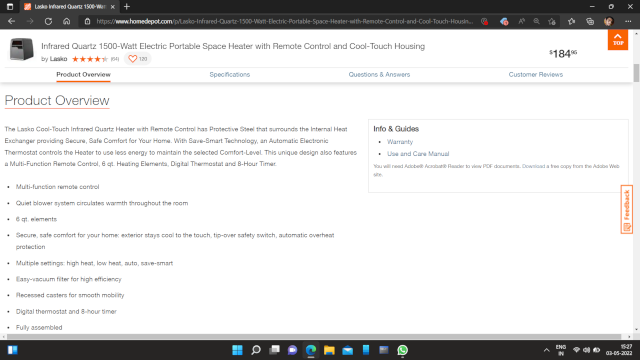 Lasko Infrared Quartz 1500-Wat
https://www.homedepot.com/p/Lasko-Infrared-Quartz-1500-Watt-Electric-Portable-Space-Heater-with-Remote-Control-and-Cool-Touch-Housin...
Infrared Quartz 1500-Watt Electric Portable Space Heater with Remote Control and Cool-Touch Housing
by Lasko (64) 120
$184 95
TOP
Product Overview Specifications Questions & Answers Customer Reviews
Product Overview
The Lasko Cool-Touch Infrared Quartz Heater with Remote Control has Protective Steel that surrounds the Internal Heat
Exchanger providing Secure, Safe Comfort for Your Home. With Save-Smart Technology, an Automatic Electronic
Thermostat controls the Heater to use less energy to maintain the selected Comfort-Level. This unique design also features
a Multi-Function Remote Control, 6 qt. Heating Elements, Digital Thermostat and 8-Hour Timer.
Info & Guides
• Warranty
• Use and Care Manual
You will need Adobe® Acrobat® Reader to view PDF documents. Download a free copy from the Adobe Web
site.
• Multi-function remote control
• Quiet blower system circulates warmth throughout the room
• 6 qt. elements
• Secure, safe comfort for your home: exterior stays cool to the touch, tip-over safety switch, automatic overheat
protection
• Multiple settings: high heat, low heat, auto, save-smart
• Easy-vacuum filter for high efficiency
• Recessed casters for smooth mobility
• Digital thermostat and 8-hour timer
• Fully assembled
Feedback
ENG
IN
15:27
03-05-2022